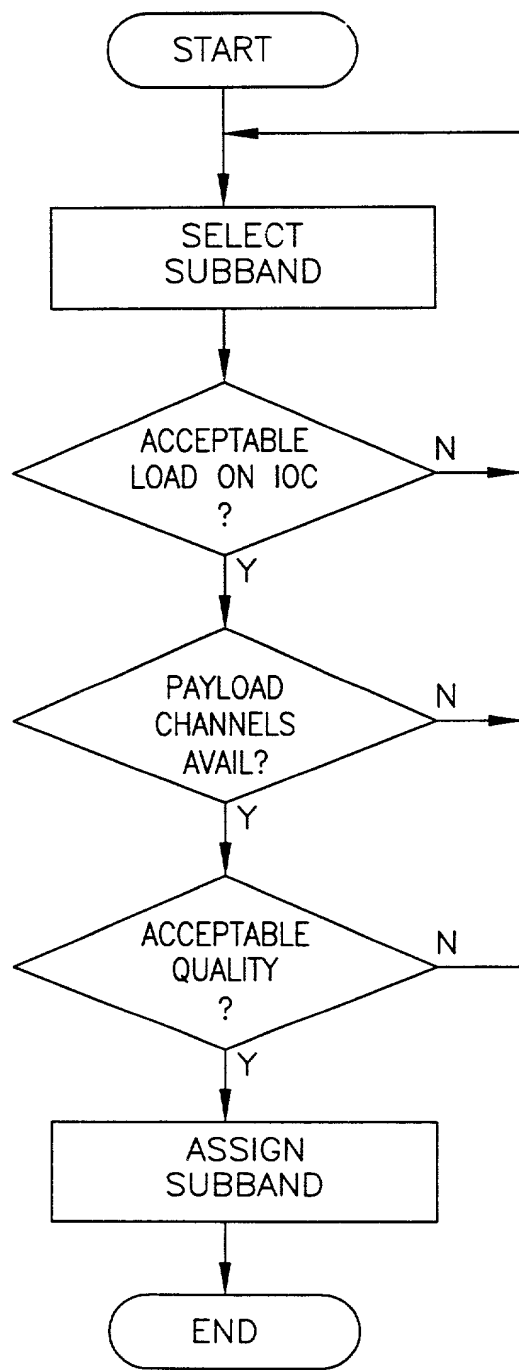 START
SELECT
SUBBAND
ACCEPTABLE
LOAD ON IOC
?
N
Y
PAYLOAD
CHANNELS
AVAIL?
N
Y
ACCEPTABLE
QUALITY
?
N
Y
ASSIGN
SUBBAND
END